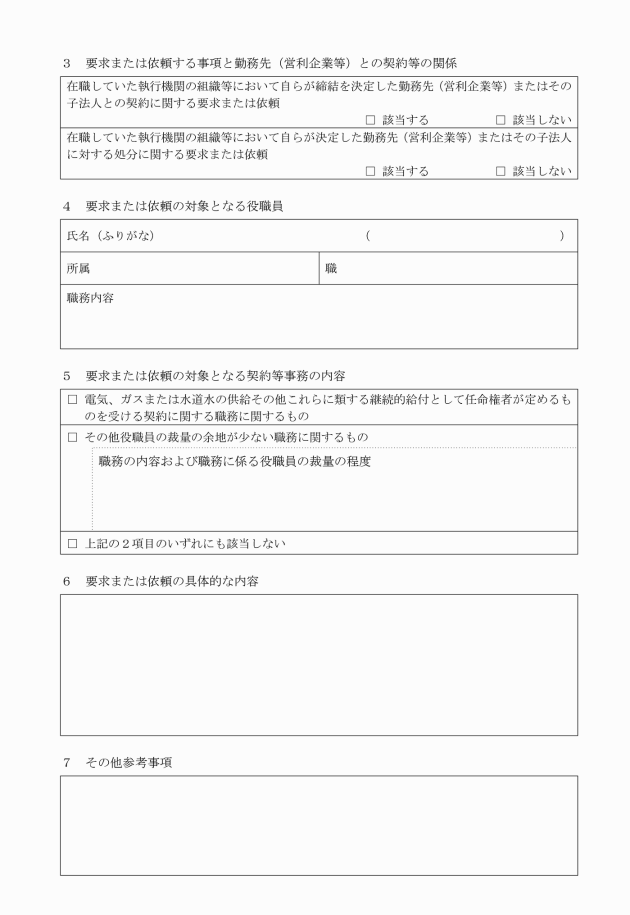 ３　要求または依頼する事項と勤務先（営利企業等）との契約等の関係
在職していた執行機関の組織等において自らが締結を決定した勤務先（営利企業等）またはその
子法人との契約に関する要求または依頼
□ 該当する　□ 該当しない
在職していた執行機関の組織等において自らが決定した勤務先（営利企業等）またはその子法人
に対する処分に関する要求または依頼
□ 該当する　□ 該当しない
４　要求または依頼の対象となる役職員
氏名（ふりがな）　（　）
所属　職
職務内容
５　要求または依頼の対象となる契約等事務の内容
□ 電気、ガスまたは水道水の供給その他これらに類する継続的給付として任命権者が定めるも
のを受ける契約に関する職務に関するもの
□ その他役職員の裁量の余地が少ない職務に関するもの
職務の内容および職務に係る役職員の裁量の程度
□ 上記の２項目のいずれにも該当しない
６　要求または依頼の具体的な内容
７　その他参考事項